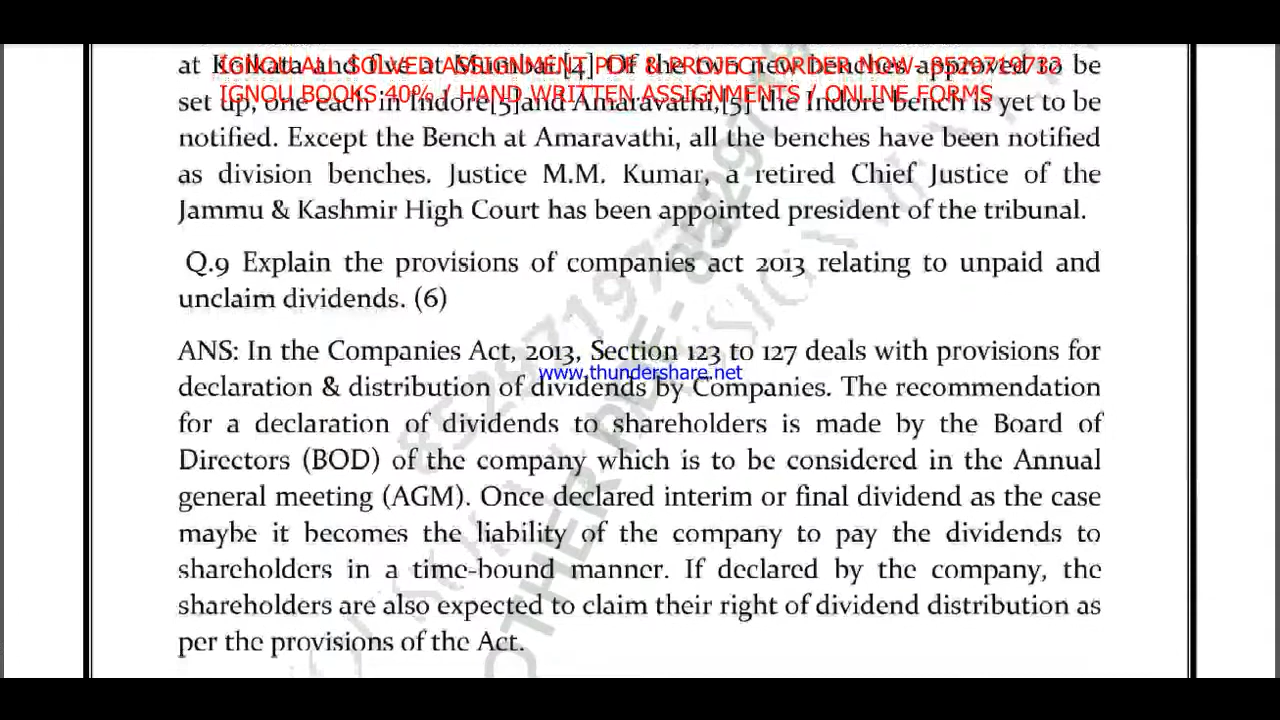 IGNOU ALL SOLVED ASSIGNMENT PDF & PROJECT ORDER NOW - 8529719733
at Kolkata and five at Mumbai.[4] Of the two new benches approved to be
IGNOU BOOKS 40% / HAND WRITTEN ASSIGNMENTS / ONLINE FORMS
set up, one each in Indore[5]and Amaravathi,[5] the Indore bench is yet to be
notified. Except the Bench at Amaravathi, all the benches have been notified
as division benches. Justice M.M. Kumar, a retired Chief Justice of the
Jammu & Kashmir High Court has been appointed president of the tribunal.
Q.9 Explain the provisions of companies act 2013 relating to unpaid and
unclaim dividends. (6)
ANS: In the Companies Act, 2013, Section 123 to 127 deals with provisions for
www.thundershare.net
declaration & distribution of dividends by Companies. The recommendation
for a declaration of dividends to shareholders is made by the Board of
Directors (BOD) of the company which is to be considered in the Annual
general meeting (AGM). Once declared interim or final dividend as the case
maybe it becomes the liability of the company to pay the dividends to
shareholders in a time-bound manner. If declared by the company, the
shareholders are also expected to claim their right of dividend distribution as
per the provisions of the Act.